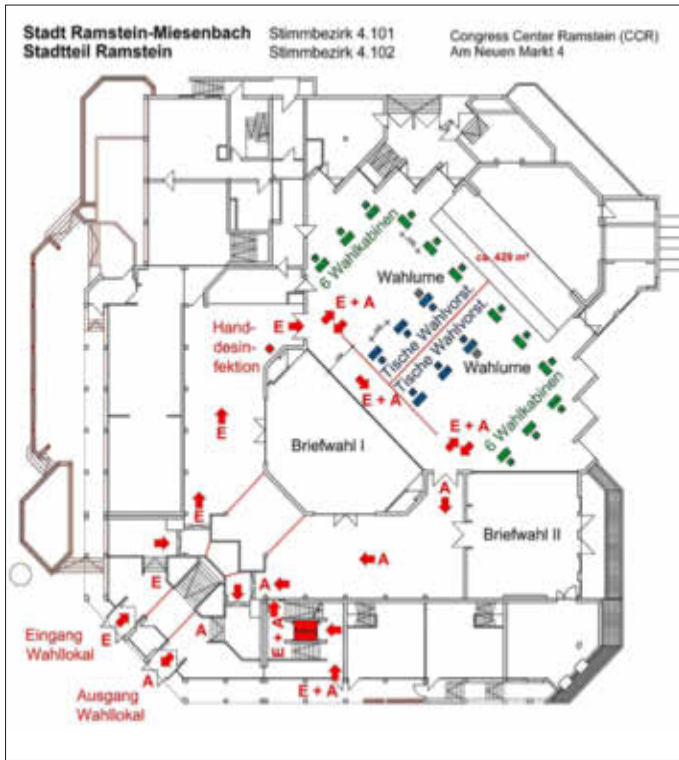 Stadt Ramstein-Miesenbach
Stadtteil Ramstein
Stimmbezirk 4.101
Stimmbezirk 4.102
Congress Center Ramstein (CCR)
Am Neuen Markt 4
6 Wahlkabinen
ca. 429 m²
Wahlurne
E + A
E
Hand-
desin-
fektion
Tische Wahlvorst.
Tische Wahlvorst.
Wahlurne
E + A
E + A
6 Wahlkabinen
E
Briefwahl I
A
E
Briefwahl II
A
E
A
E
A
E + A
Eingang
Wahllokal
A
E + A
Ausgang
Wahllokal